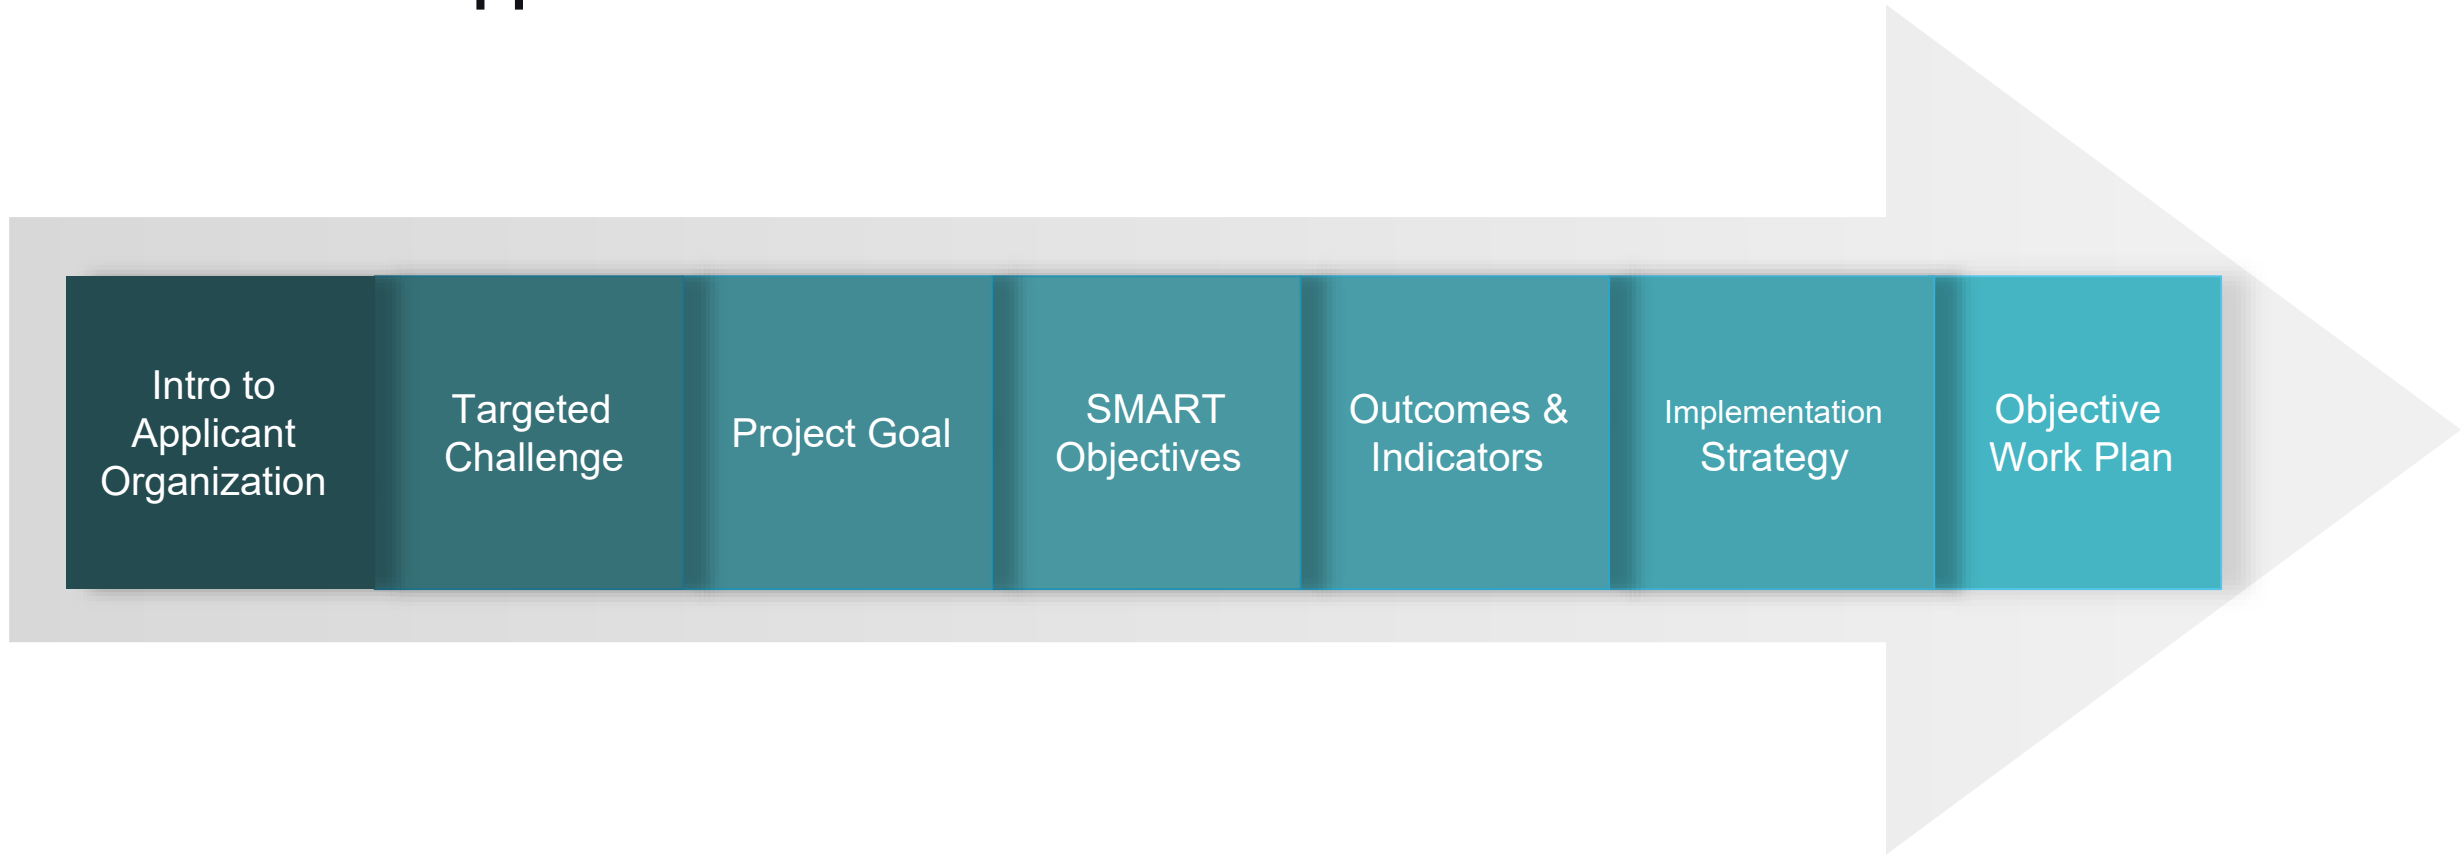 Intro to
Applicant
Organization
Targeted
Challenge
Project Goal
SMART
Objectives
Outcomes &
Indicators
Implementation
Strategy
Objective
Work Plan